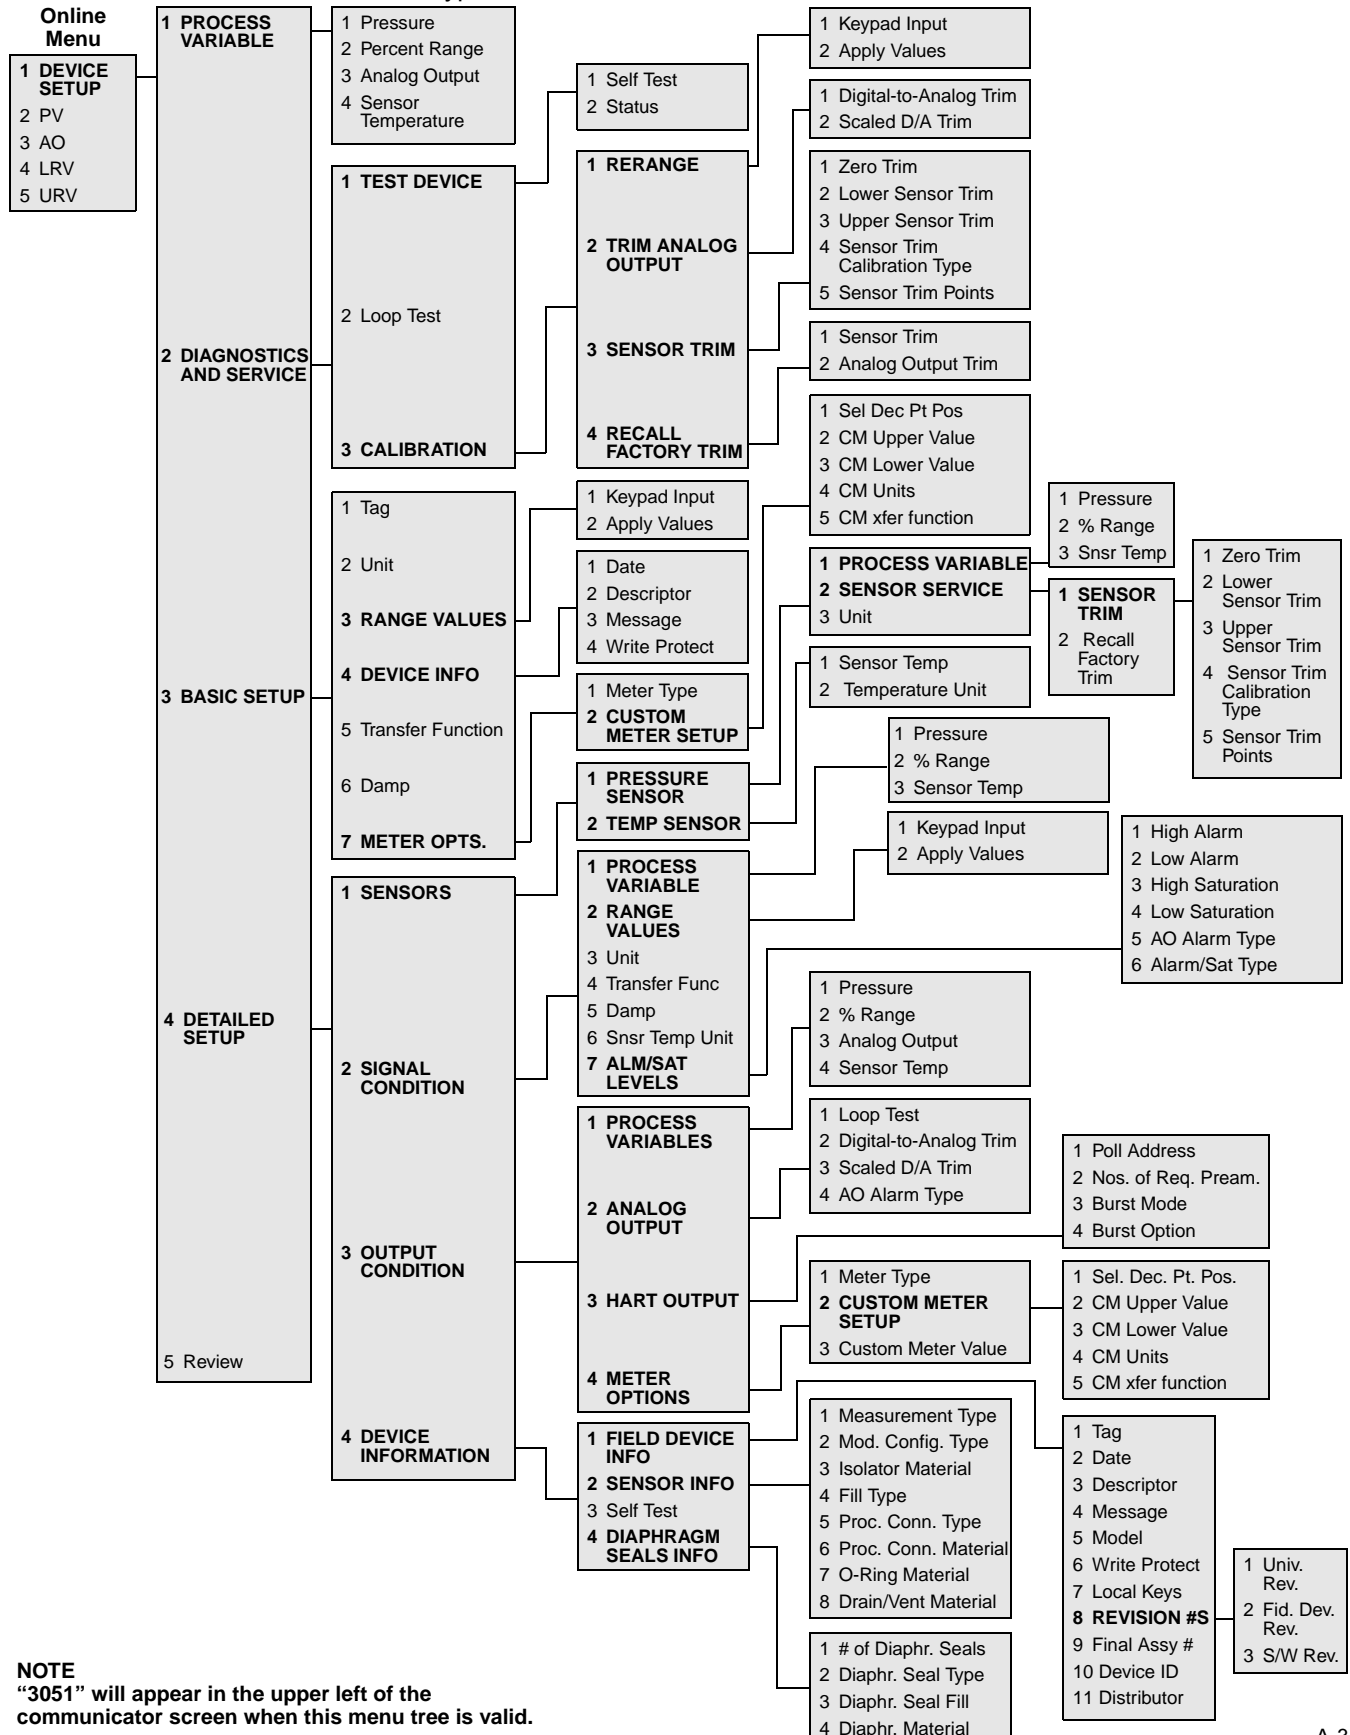 Online
Menu
1 DEVICE
SETUP
2 PV
3 AO
4 LRV
5 URV
1 PROCESS
VARIABLE
2 DIAGNOSTICS
AND SERVICE
3 BASIC SETUP
4 DETAILED
SETUP
5 Review
1 Pressure
2 Percent Range
3 Analog Output
4 Sensor
Temperature
1 TEST DEVICE
2 Loop Test
3 CALIBRATION
1 Self Test
2 Status
1 RERANGE
2 TRIM ANALOG
OUTPUT
3 SENSOR TRIM
4 RECALL
FACTORY TRIM
1 Keypad Input
2 Apply Values
1 Digital-to-Analog Trim
2 Scaled D/A Trim
1 Zero Trim
2 Lower Sensor Trim
3 Upper Sensor Trim
4 Sensor Trim
Calibration Type
5 Sensor Trim Points
1 Sensor Trim
2 Analog Output Trim
1 Tag
2 Unit
3 RANGE VALUES
4 DEVICE INFO
5 Transfer Function
6 Damp
7 METER OPTS.
1 Keypad Input
2 Apply Values
1 Date
2 Descriptor
3 Message
4 Write Protect
1 Meter Type
2 CUSTOM
METER SETUP
1 Sel Dec Pt Pos
2 CM Upper Value
3 CM Lower Value
4 CM Units
5 CM xfer function
1 SENSORS
2 SIGNAL
CONDITION
3 OUTPUT
CONDITION
4 DEVICE
INFORMATION
1 PRESSURE
SENSOR
2 TEMP SENSOR
1 PROCESS VARIABLE
2 SENSOR SERVICE
3 Unit
1 Pressure
2 % Range
3 Snsr Temp
1 SENSOR
TRIM
2 Recall
Factory
Trim
1 Zero Trim
2 Lower
Sensor Trim
3 Upper
Sensor Trim
4 Sensor Trim
Calibration
Type
5 Sensor Trim
Points
1 Sensor Temp
2 Temperature Unit
1 PROCESS
VARIABLE
2 RANGE
VALUES
3 Unit
4 Transfer Func
5 Damp
6 Snsr Temp Unit
7 ALM/SAT
LEVELS
1 Pressure
2 % Range
3 Sensor Temp
1 Keypad Input
2 Apply Values
1 High Alarm
2 Low Alarm
3 High Saturation
4 Low Saturation
5 AO Alarm Type
6 Alarm/Sat Type
1 PROCESS
VARIABLES
2 ANALOG
OUTPUT
3 HART OUTPUT
4 METER
OPTIONS
1 Pressure
2 % Range
3 Analog Output
4 Sensor Temp
1 Loop Test
2 Digital-to-Analog Trim
3 Scaled D/A Trim
4 AO Alarm Type
1 Poll Address
2 Nos. of Req. Pream.
3 Burst Mode
4 Burst Option
1 Meter Type
2 CUSTOM METER
SETUP
3 Custom Meter Value
1 Sel. Dec. Pt. Pos.
2 CM Upper Value
3 CM Lower Value
4 CM Units
5 CM xfer function
1 FIELD DEVICE
INFO
2 SENSOR INFO
3 Self Test
4 DIAPHRAGM
SEALS INFO
1 Measurement Type
2 Mod. Config. Type
3 Isolator Material
4 Fill Type
5 Proc. Conn. Type
6 Proc. Conn. Material
7 O-Ring Material
8 Drain/Vent Material
1 Tag
2 Date
3 Descriptor
4 Message
5 Model
6 Write Protect
7 Local Keys
8 REVISION #S
9 Final Assy #
10 Device ID
11 Distributor
1 Univ.
Rev.
2 Fid. Dev.
Rev.
3 S/W Rev.
1 # of Diaphr. Seals
2 Diaphr. Seal Type
3 Diaphr. Seal Fill
4 Diaphr. Material
NOTE
“3051” will appear in the upper left of the
communicator screen when this menu tree is valid.